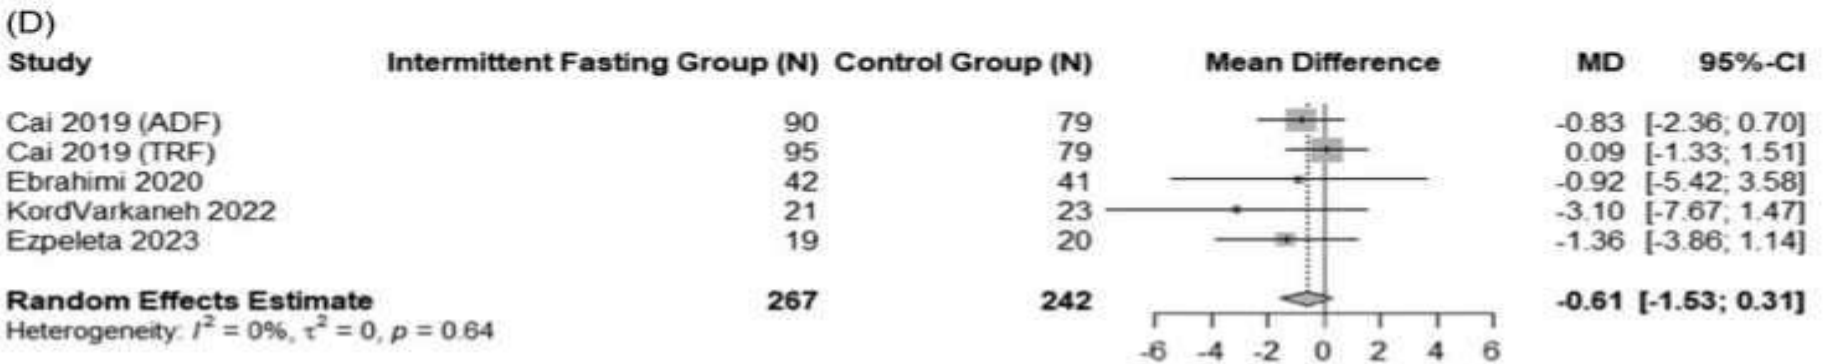 (D)
Study Intermittent Fasting Group (N) Control Group (N) Mean Difference MD 95%-CI
Cai 2019 (ADF) 90 79 -0.83 [-2.36; 0.70]
Cai 2019 (TRF) 95 79 0.09 [-1.33; 1.51]
Ebrahimi 2020 42 41 -0.92 [-5.42; 3.58]
KordVarkaneh 2022 21 23 -3.10 [-7.67; 1.47]
Ezpeleta 2023 19 20 -1.36 [-3.86; 1.14]
Random Effects Estimate 267 242 -0.61 [-1.53; 0.31]
Heterogeneity: I² = 0%, τ² = 0, p = 0.64
-6 -4 -2 0 2 4 6